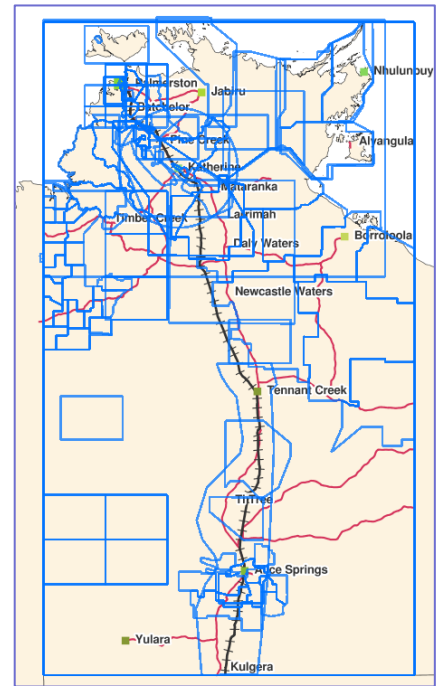 Nhulunbuy
Palmerston
Jabiru
Batchelor
Pine Creek
Alyangula
Katherine
Mataranka
Timber Creek
Larrimah
Borroloola
Daly Waters
Newcastle Waters
Tennant Creek
Ti Tree
Alice Springs
Yulara
Kulgera